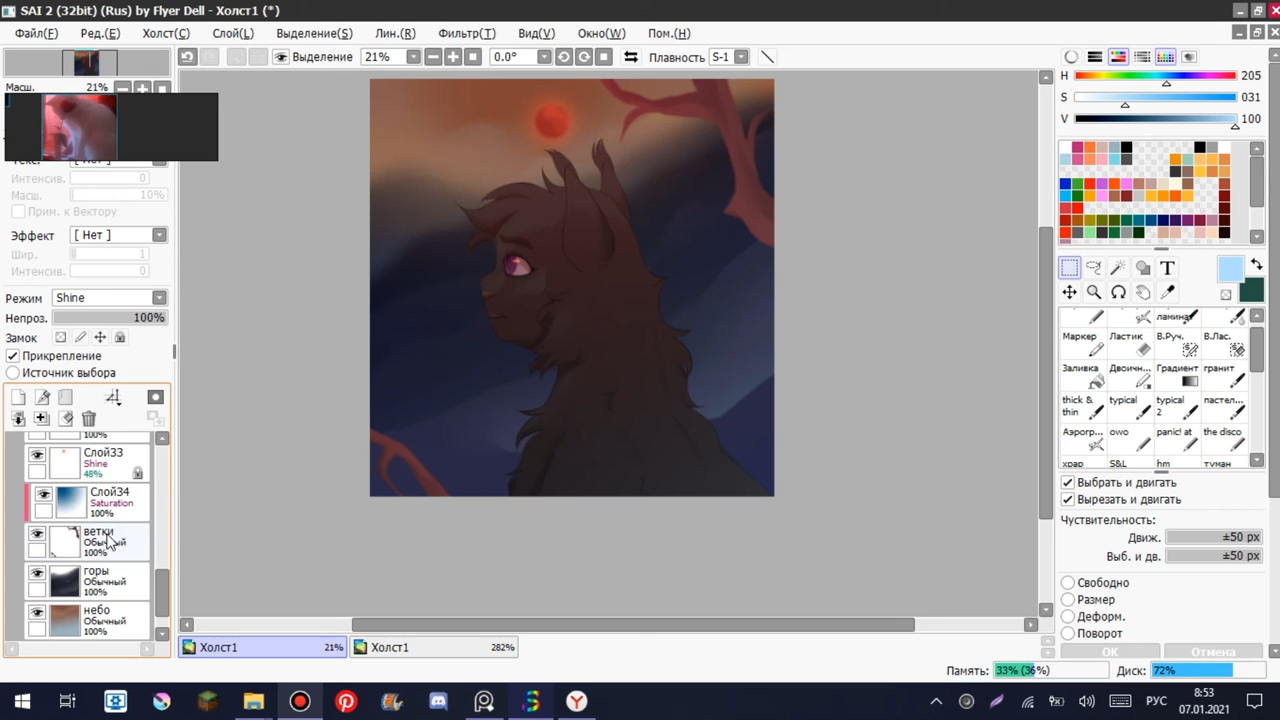 SAI 2 (32bit) (Rus) by Flyer Dell - Холст1 (*)
Файл(F) Ред.(E) Холст(C) Слой(L) Выделение(S) Лин.(R) Фильтр(T) Вид(V) Окно(W) Пом.(H)
Выделение 21% 0.0° Плавность S-1
Масш. 21%
[ Нет ]
Интенсив. 0
Масш. 10%
Прим. к Вектору
Эффект [ Нет ]
Шир. 1
Интенсив. 0
Режим Shine
Непроз. 100%
Замок
Прикрепление
Источник выбора
100%
Слой33
Shine
48%
Слой34
Saturation
100%
ветки
Обычный
100%
горы
Обычный
100%
небо
Обычный
100%
H 205
S 031
V 100
T
ламина
Маркер Ластик В.Руч. В.Лас.
Заливка Двоичн... Градиент гранит
thick & thin typical typical 2 пастел...
Аэрогр... owo panic! at the disco
храр S&L hm туман
Выбрать и двигать
Вырезать и двигать
Чуствительность:
Движ. ±50 px
Выб. и дв. ±50 px
Свободно
Размер
Деформ.
Поворот
OK Отмена
Холст1 21% Холст1 282%
Память: 33% (36%) Диск: 72%
РУС 8:53
07.01.2021